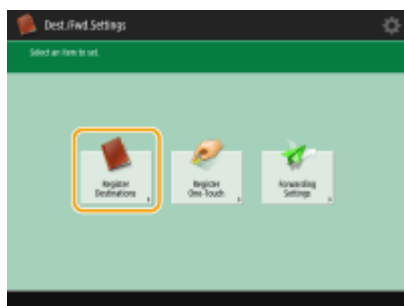 Dest./Fwd. Settings
Select an item to set.
Register
Destinations
Register
One-Touch
Forwarding
Settings